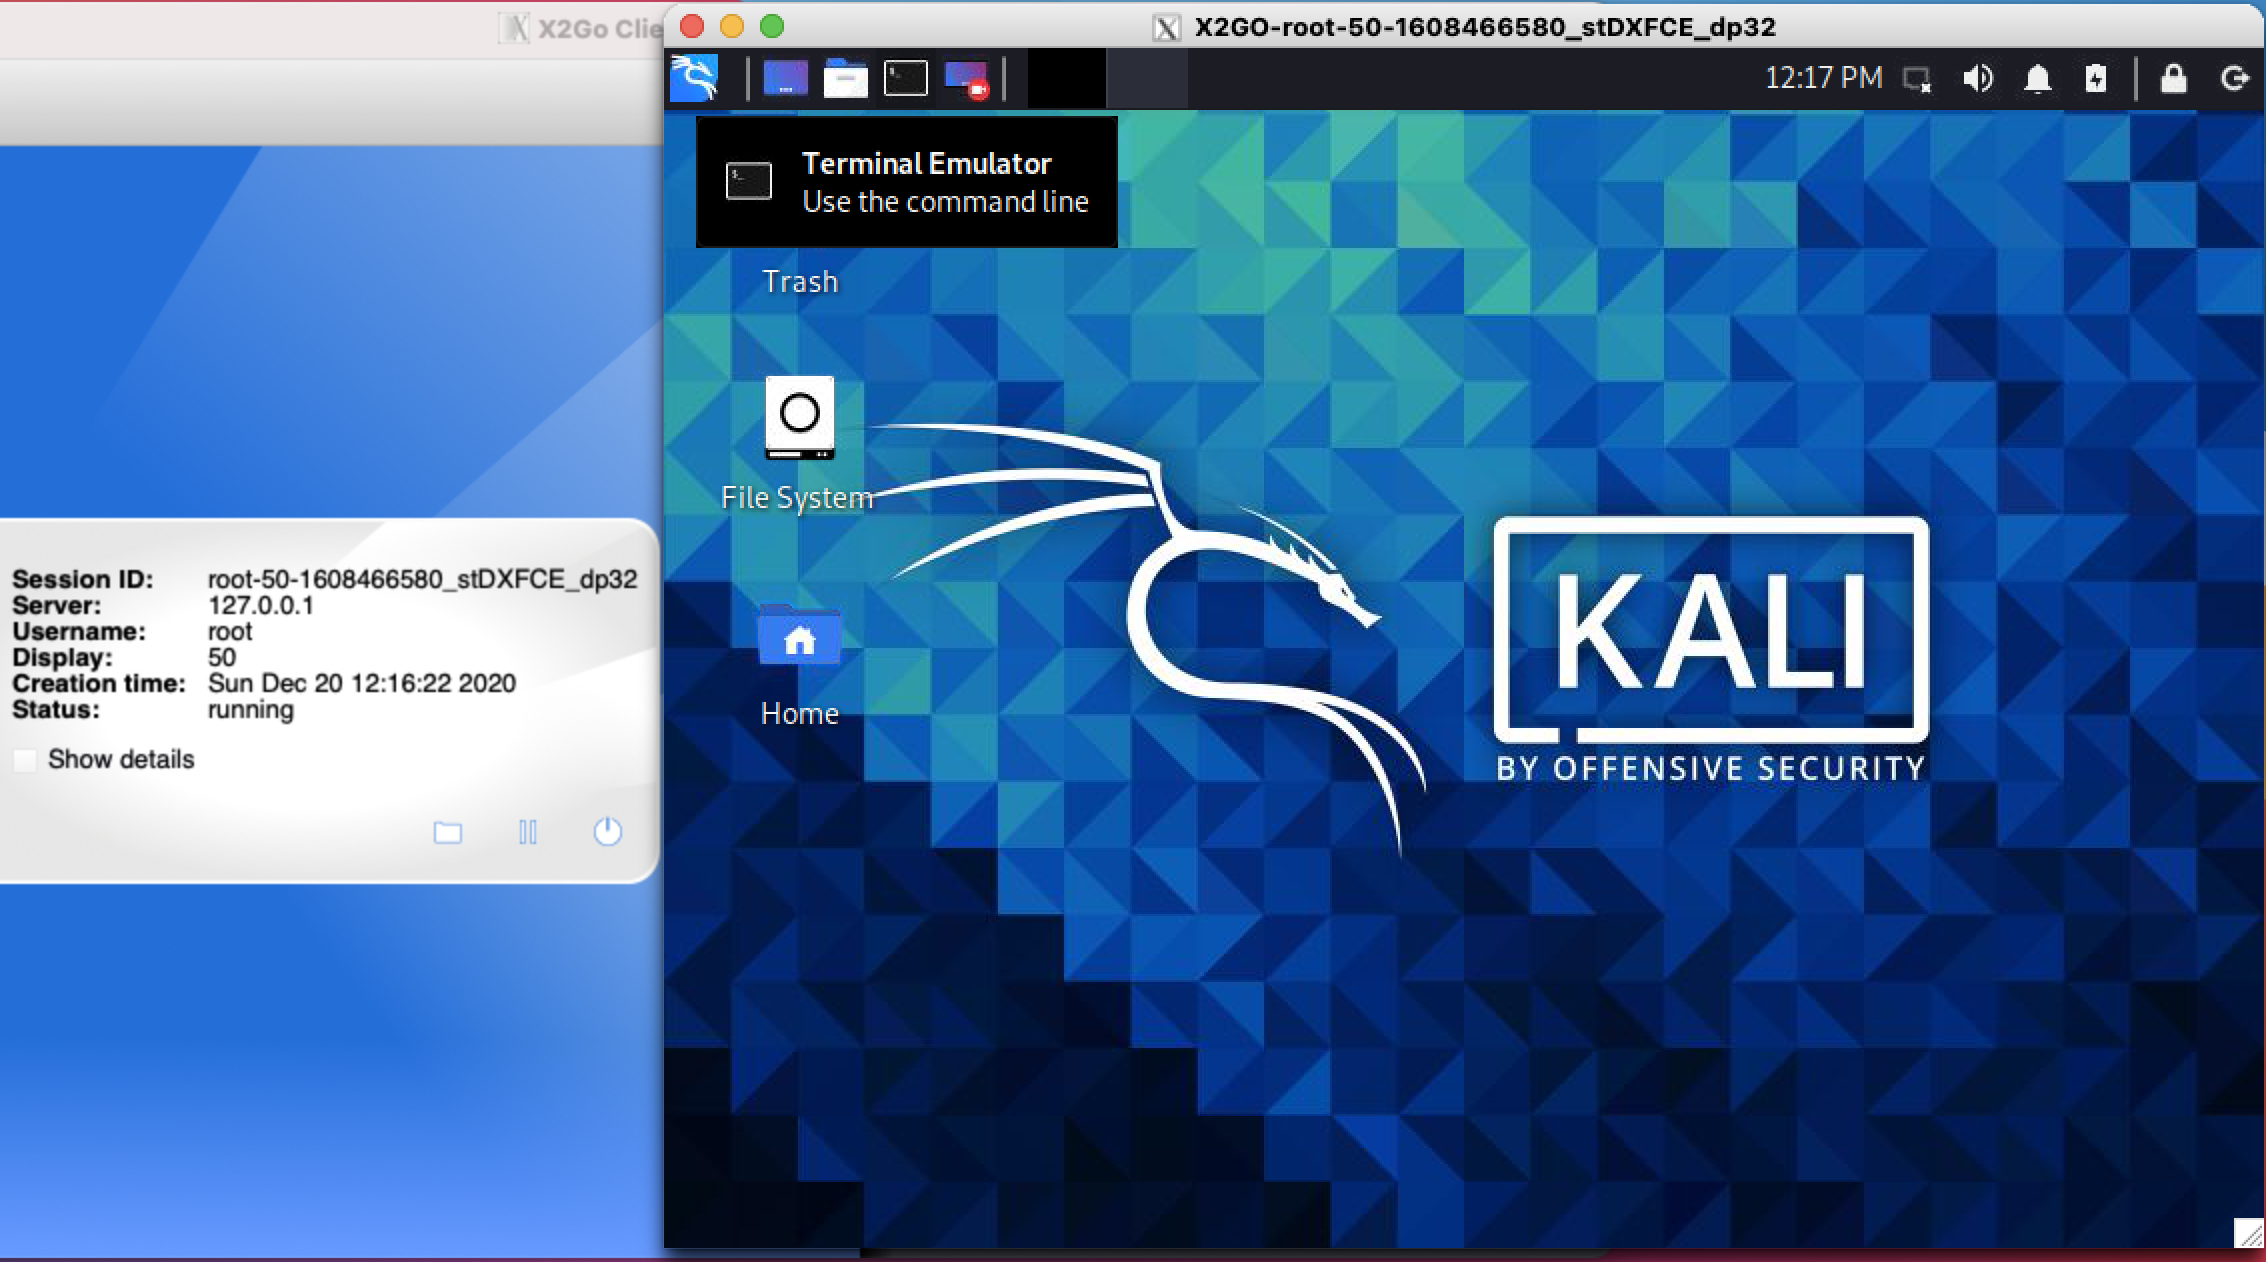 X2Go Clie
X2GO-root-50-1608466580_stDXFCE_dp32
12:17 PM
Terminal Emulator
Use the command line
Trash
File System
Home
KALI
BY OFFENSIVE SECURITY
Session ID: root-50-1608466580_stDXFCE_dp32
Server: 127.0.0.1
Username: root
Display: 50
Creation time: Sun Dec 20 12:16:22 2020
Status: running
Show details